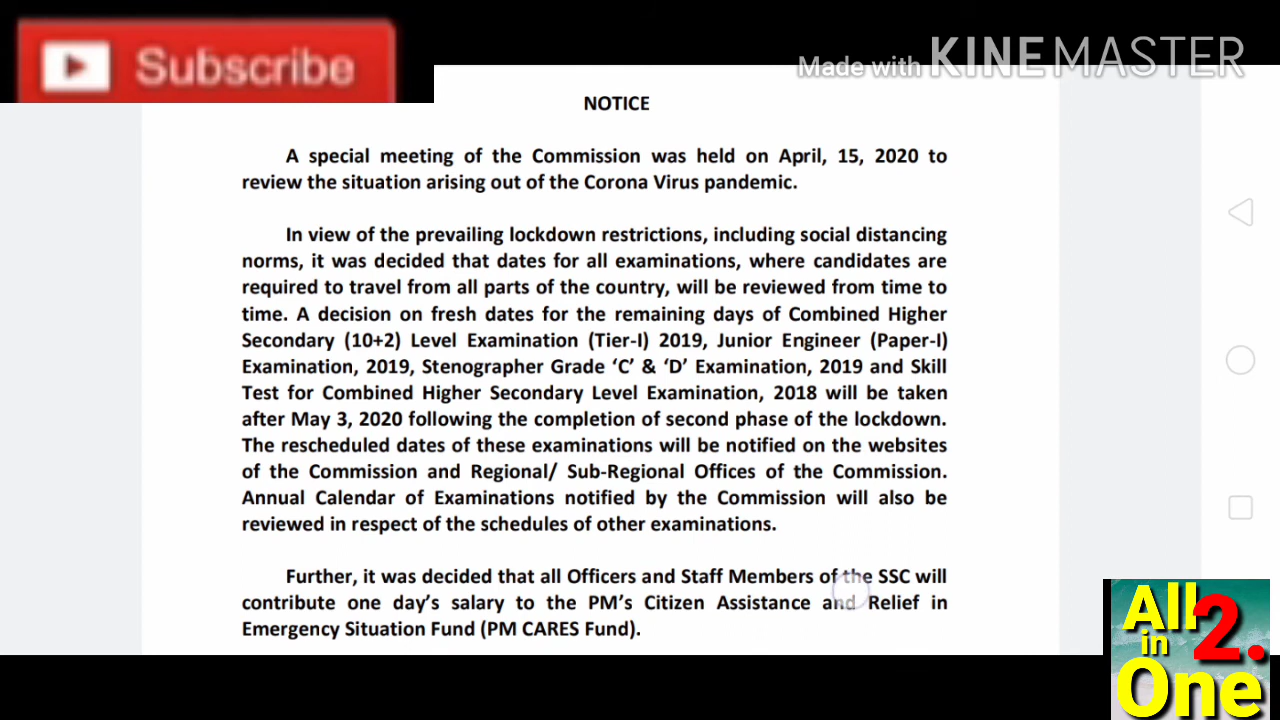 Subscribe
Made with KINEMASTER
NOTICE
A special meeting of the Commission was held on April, 15, 2020 to
review the situation arising out of the Corona Virus pandemic.
In view of the prevailing lockdown restrictions, including social distancing
norms, it was decided that dates for all examinations, where candidates are
required to travel from all parts of the country, will be reviewed from time to
time. A decision on fresh dates for the remaining days of Combined Higher
Secondary (10+2) Level Examination (Tier-I) 2019, Junior Engineer (Paper-I)
Examination, 2019, Stenographer Grade ‘C’ & ‘D’ Examination, 2019 and Skill
Test for Combined Higher Secondary Level Examination, 2018 will be taken
after May 3, 2020 following the completion of second phase of the lockdown.
The rescheduled dates of these examinations will be notified on the websites
of the Commission and Regional/ Sub-Regional Offices of the Commission.
Annual Calendar of Examinations notified by the Commission will also be
reviewed in respect of the schedules of other examinations.
Further, it was decided that all Officers and Staff Members of the SSC will
contribute one day’s salary to the PM’s Citizen Assistance and Relief in
Emergency Situation Fund (PM CARES Fund).
All
in 2.
One